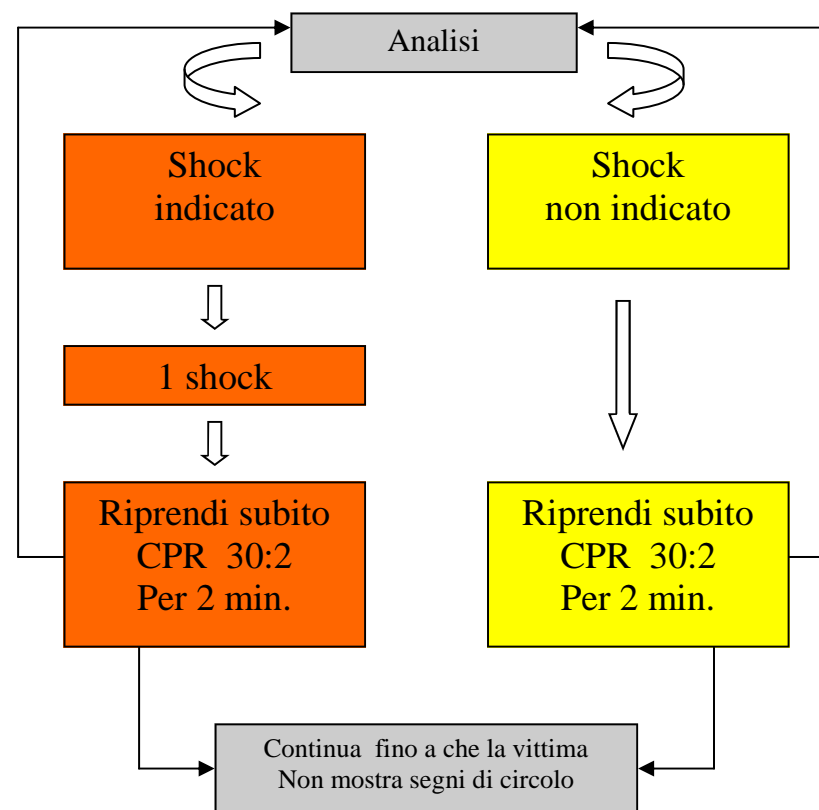 Analisi
Shock
indicato
Shock
non indicato
1 shock
Riprendi subito
CPR 30:2
Per 2 min.
Riprendi subito
CPR 30:2
Per 2 min.
Continua fino a che la vittima
Non mostra segni di circolo